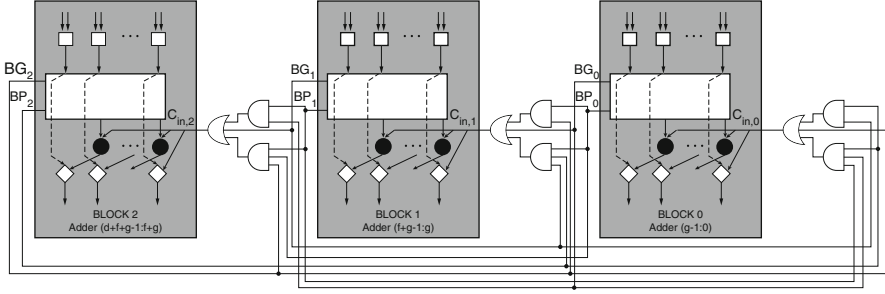 BG2
BP2
Cin,2
BLOCK 2
Adder (d+f+g-1:f+g)
BG1
BP1
Cin,1
BLOCK 1
Adder (f+g-1:g)
BG0
BP0
Cin,0
BLOCK 0
Adder (g-1:0)